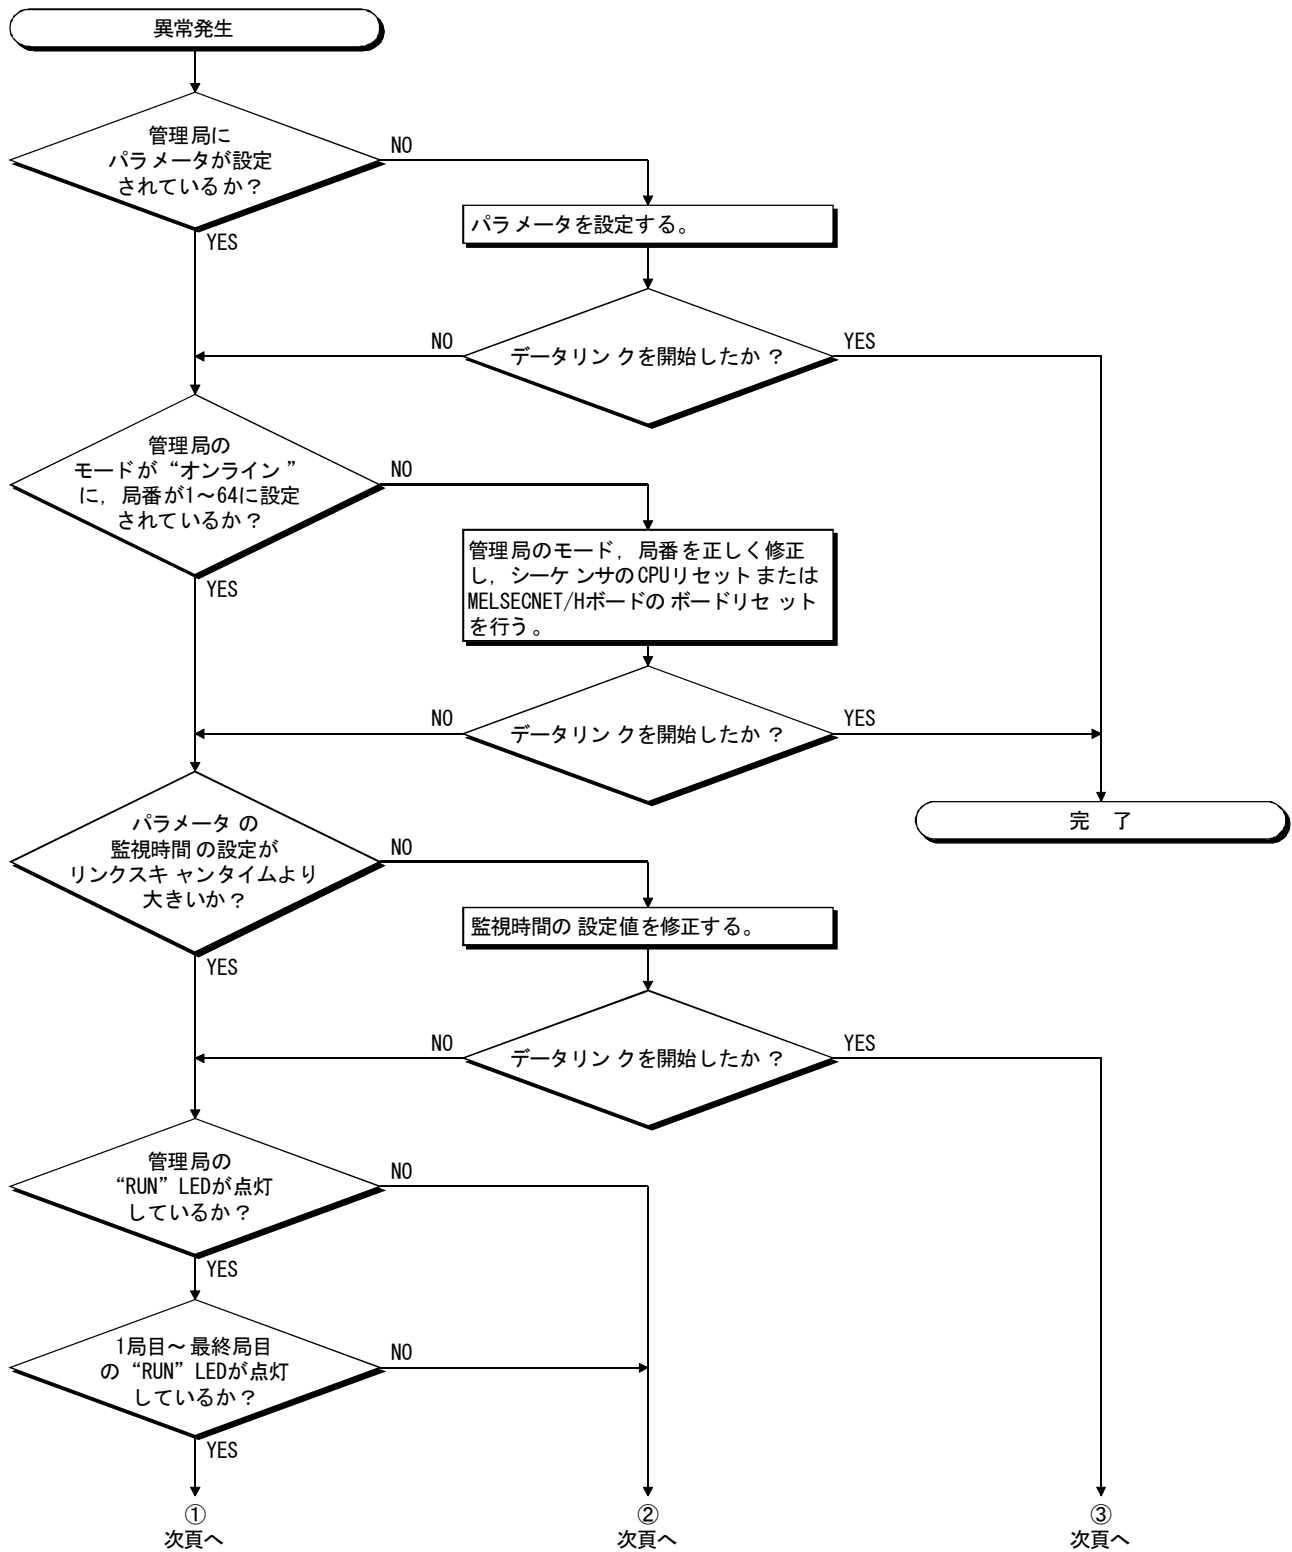 異常発生
管理局に
パラメータが設定
されているか?
NO
YES
パラメータを設定する。
データリンクを開始したか?
NO
YES
管理局の
モードが“オンライン”
に, 局番が1～64に設定
されているか?
NO
YES
管理局のモード, 局番を正しく修正
し, シーケンサのCPUリセットまたは
MELSECNET/Hボードのボードリセット
を行う。
データリンクを開始したか?
NO
YES
完 了
パラメータの
監視時間の設定が
リンクスキャンタイムより
大きいか?
NO
YES
監視時間の設定値を修正する。
データリンクを開始したか?
NO
YES
管理局の
“RUN”LEDが点灯
しているか?
NO
YES
1局目～最終局目
の“RUN”LEDが点灯
しているか?
NO
YES
①
次頁へ
②
次頁へ
③
次頁へ